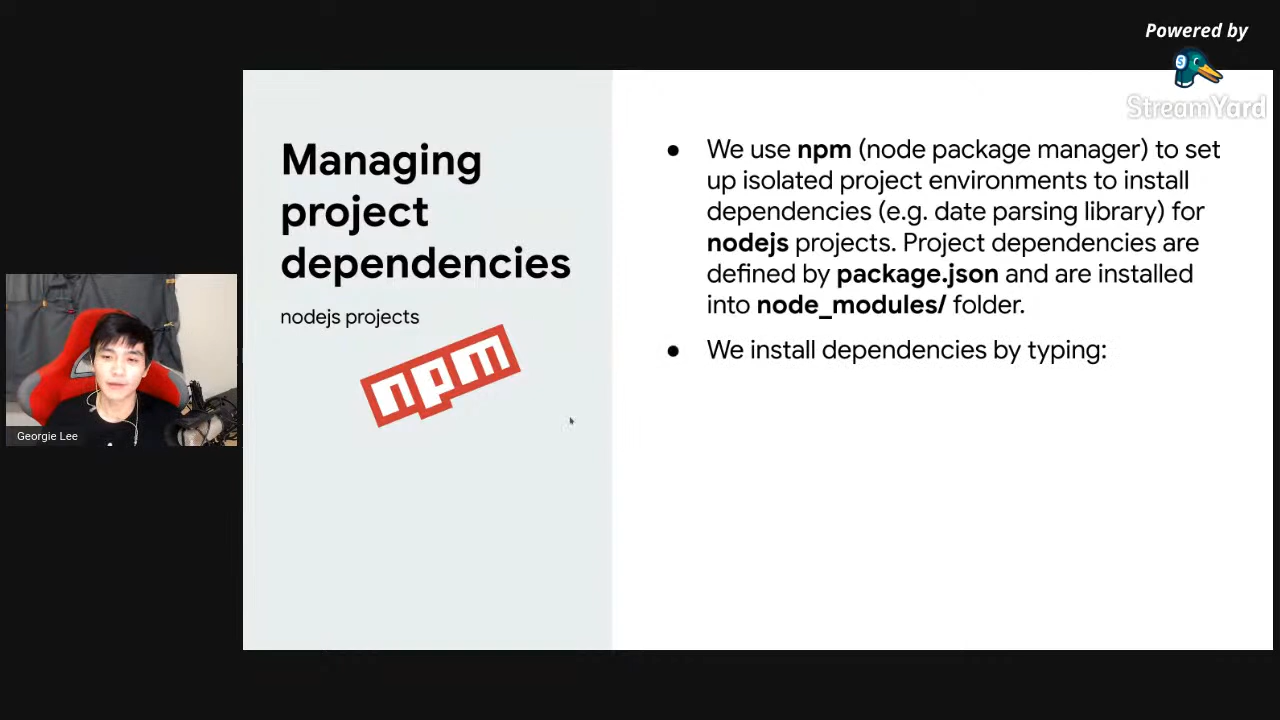 Powered by
StreamYard
Managing
project
dependencies
nodejs projects
npm
● We use npm (node package manager) to set
up isolated project environments to install
dependencies (e.g. date parsing library) for
nodejs projects. Project dependencies are
defined by package.json and are installed
into node_modules/ folder.
● We install dependencies by typing:
Georgie Lee